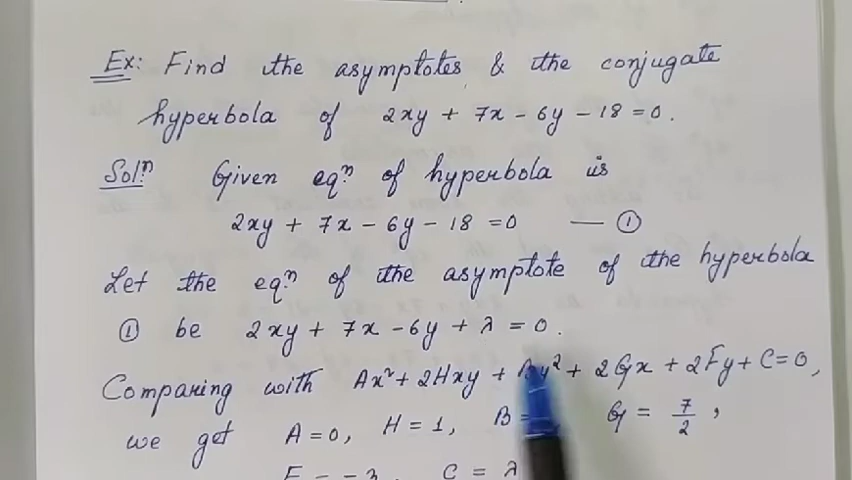 Ex: Find the asymptotes & the conjugate
hyperbola of 2xy + 7x - 6y - 18 = 0.
Solⁿ Given eqⁿ of hyperbola is
2xy + 7x - 6y - 18 = 0 — ①
Let the eqⁿ of the asymptote of the hyperbola
① be 2xy + 7x - 6y + λ = 0.
Comparing with Ax² + 2Hxy + By² + 2Gx + 2Fy + C = 0,
we get A = 0, H = 1, B = G = 7/2,
F = -3, C = λ